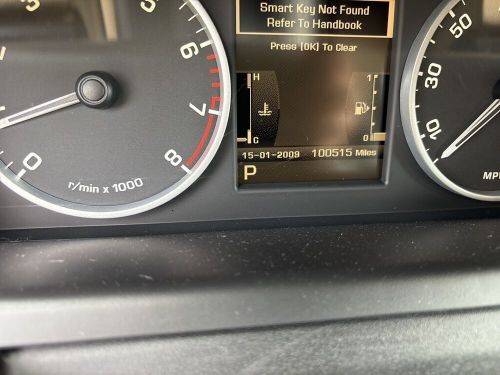 Smart Key Not Found
Refer To Handbook
Press [OK] To Clear
3
6
7
8
0
r/min x 1000
H
C
1
0
15-01-2009 100515 Miles
P
50
30
10